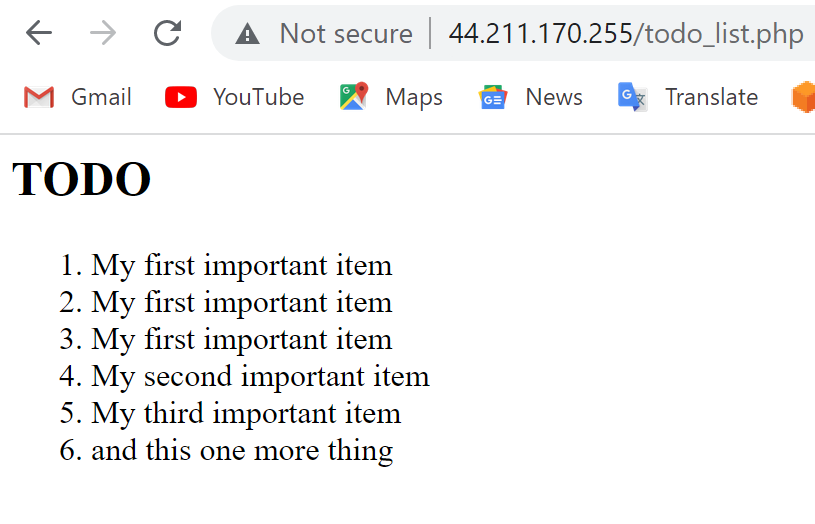 Not secure | 44.211.170.255/todo_list.php
Gmail YouTube Maps News Translate
TODO
1. My first important item
2. My first important item
3. My first important item
4. My second important item
5. My third important item
6. and this one more thing